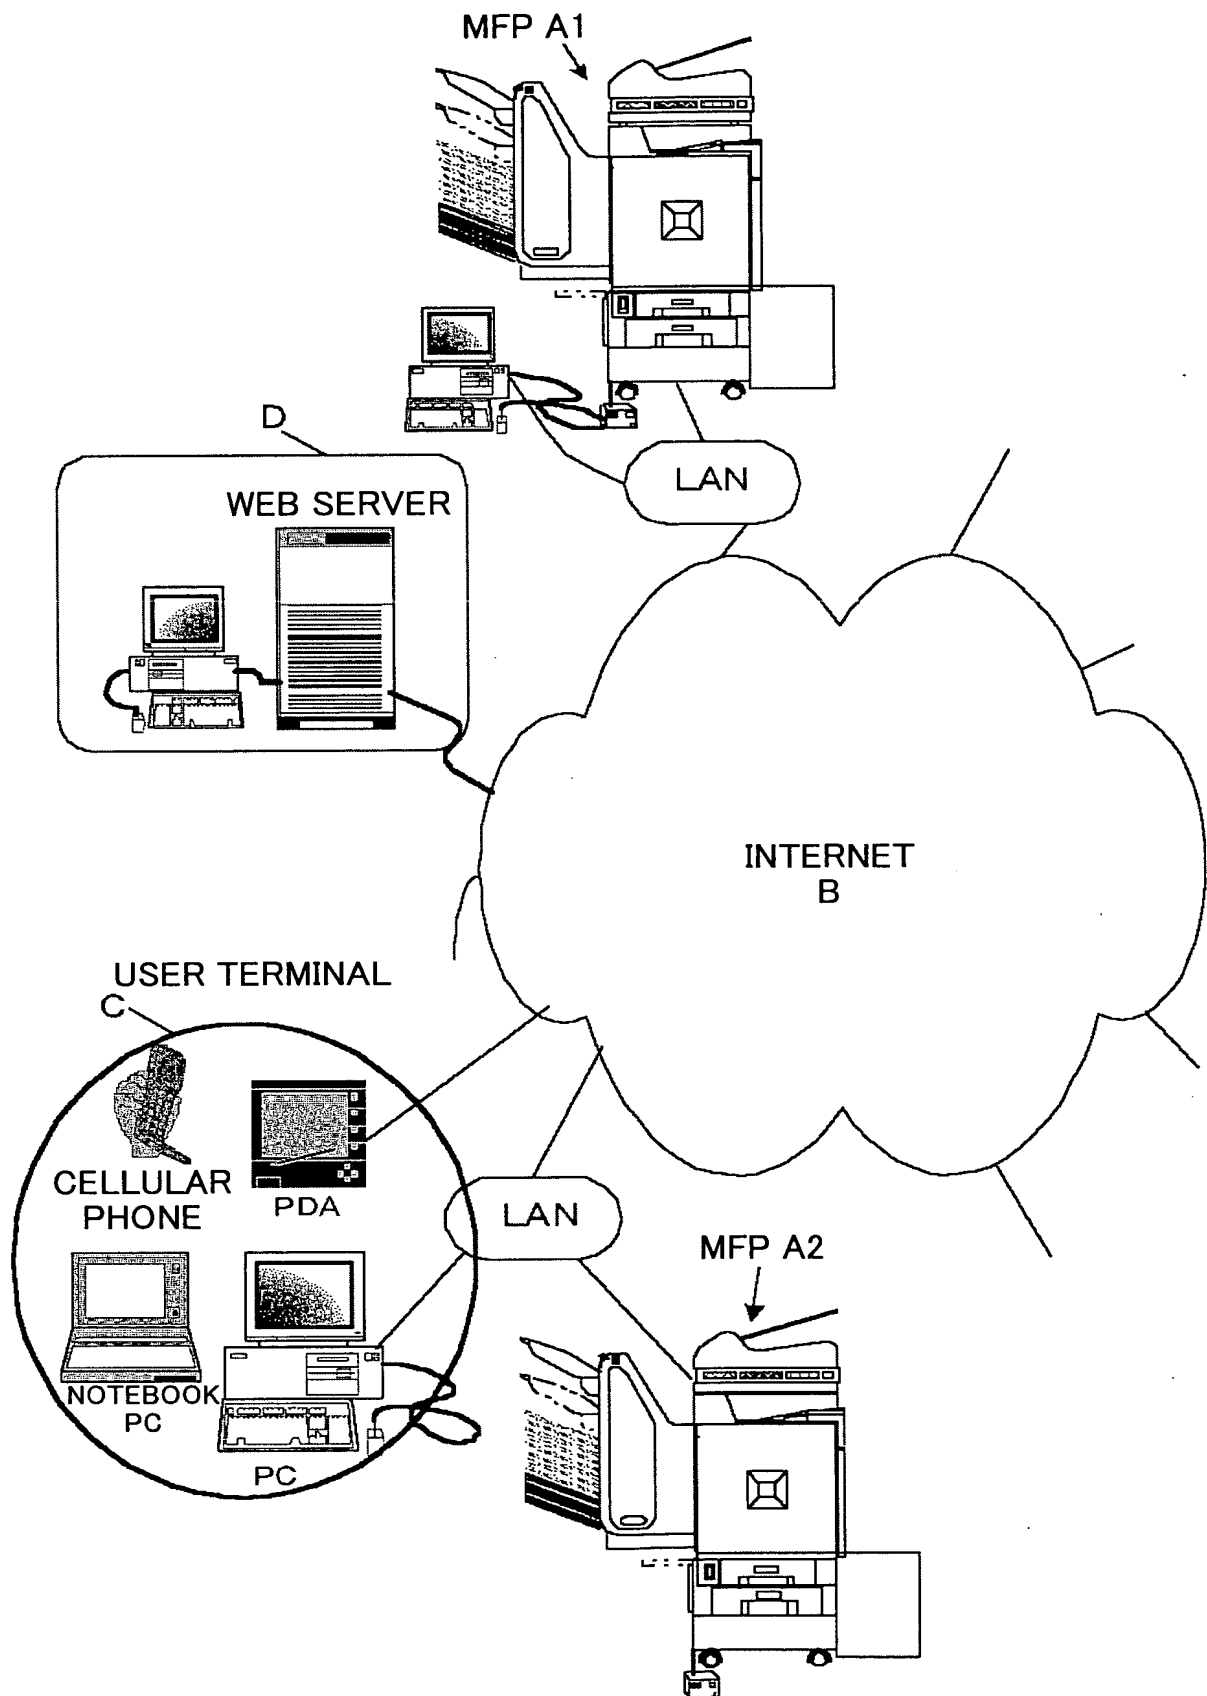 MFP A1
LAN
D
WEB SERVER
INTERNET
B
USER TERMINAL
C
CELLULAR
PHONE
PDA
LAN
MFP A2
NOTEBOOK
PC
PC